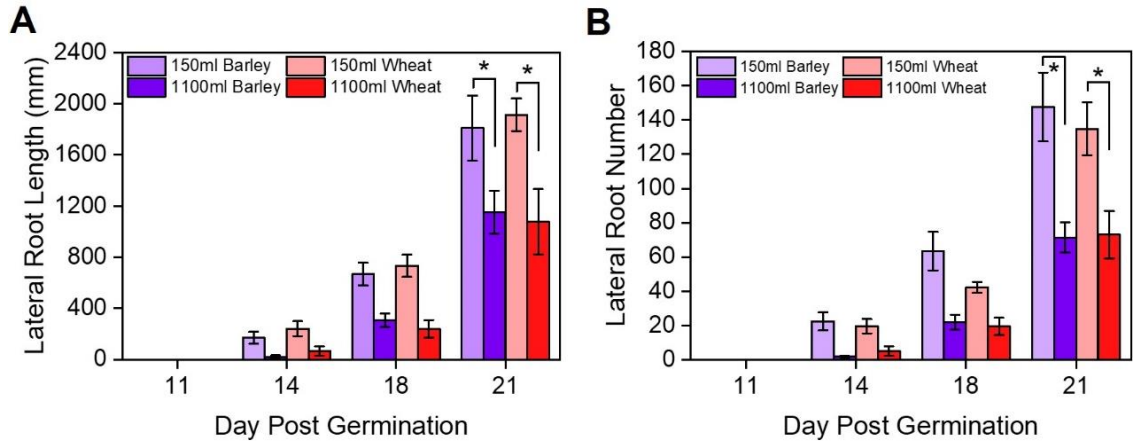 A
Lateral Root Length (mm)
2400
2000
1600
1200
800
400
0
150ml Barley 150ml Wheat
1100ml Barley 1100ml Wheat
* *
11 14 18 21
Day Post Germination
B
Lateral Root Number
180
160
140
120
100
80
60
40
20
0
150ml Barley 150ml Wheat
1100ml Barley 1100ml Wheat
* *
11 14 18 21
Day Post Germination